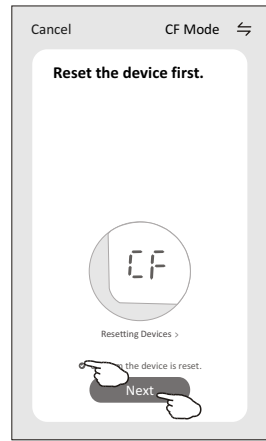 Cancel CF Mode
Reset the device first.
CF
Resetting Devices >
the device is reset.
Next